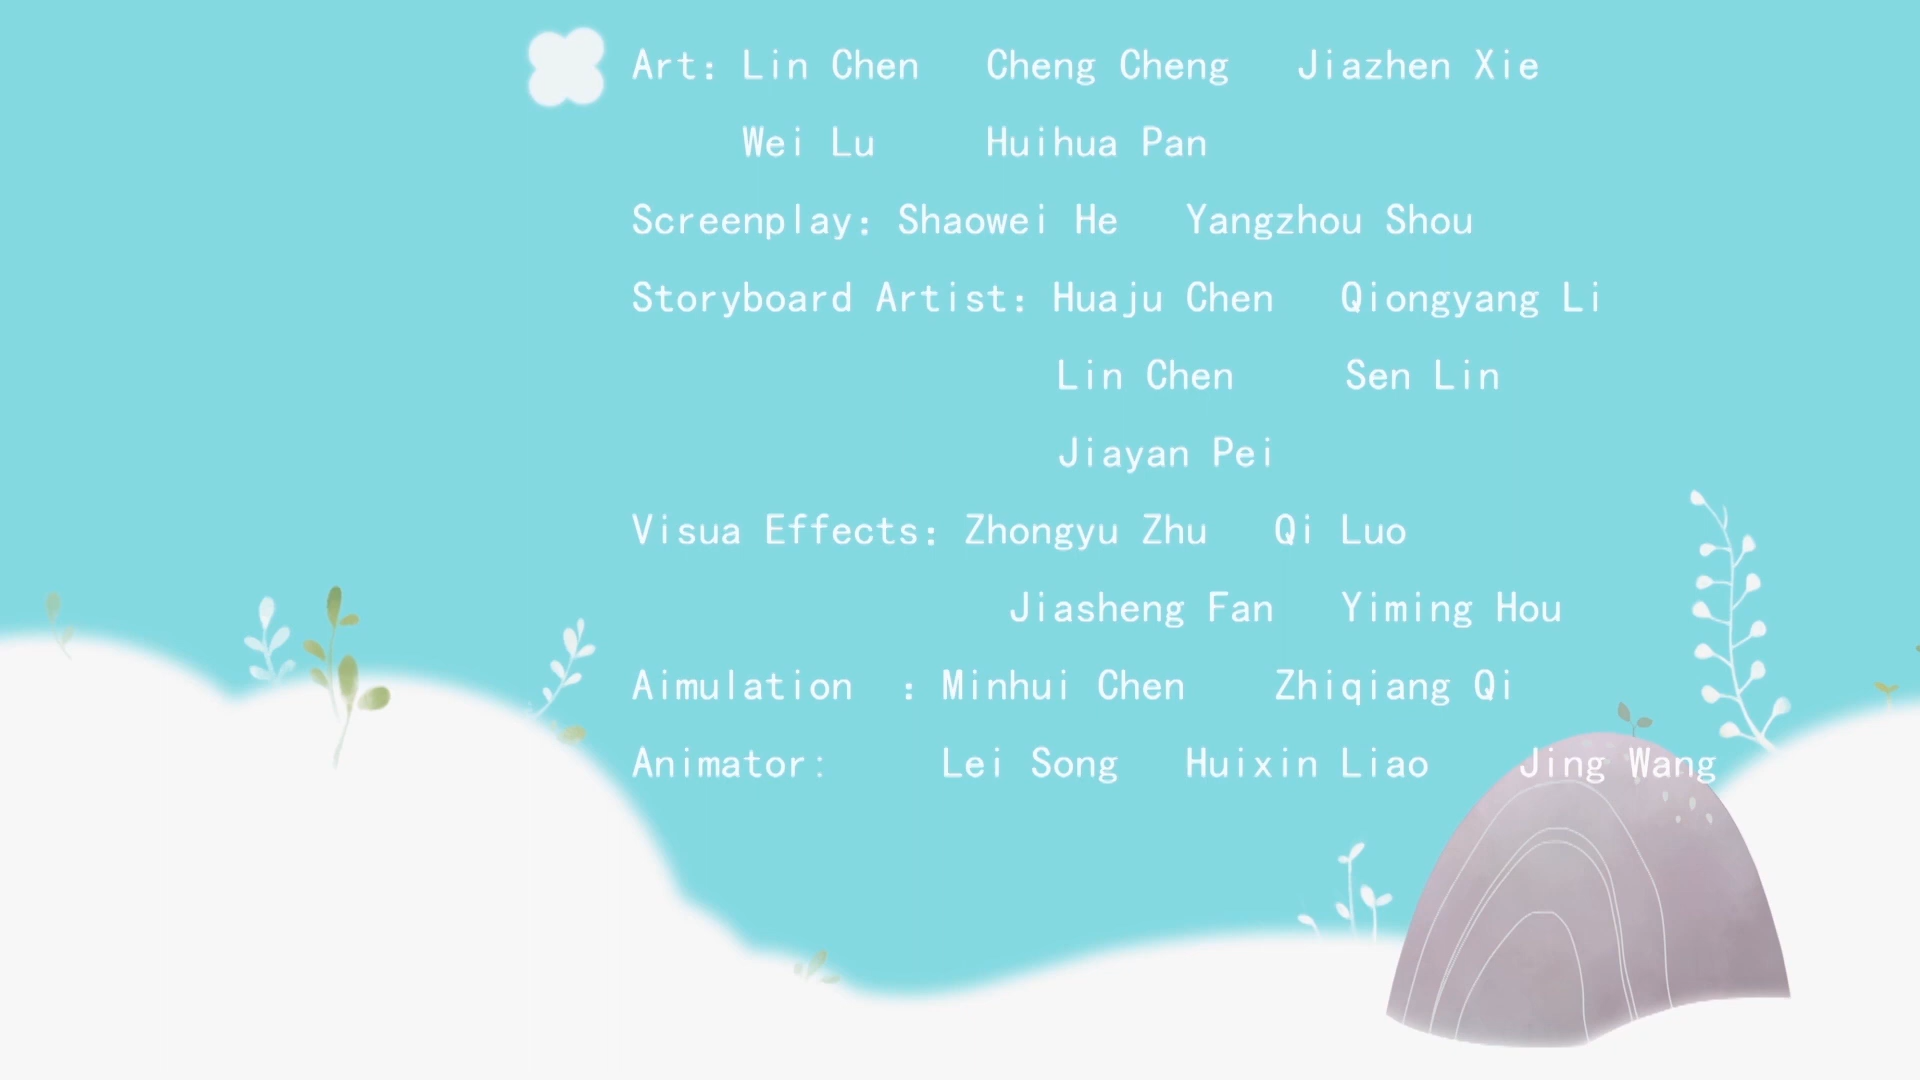 Art：Lin Chen   Cheng Cheng   Jiazhen Xie
Wei Lu   Huihua Pan
Screenplay：Shaowei He   Yangzhou Shou
Storyboard Artist：Huaju Chen   Qiongyang Li
Lin Chen   Sen Lin
Jiayan Pei
Visua Effects：Zhongyu Zhu   Qi Luo
Jiasheng Fan   Yiming Hou
Aimulation ：Minhui Chen   Zhiqiang Qi
Animator:   Lei Song   Huixin Liao   Jing Wang